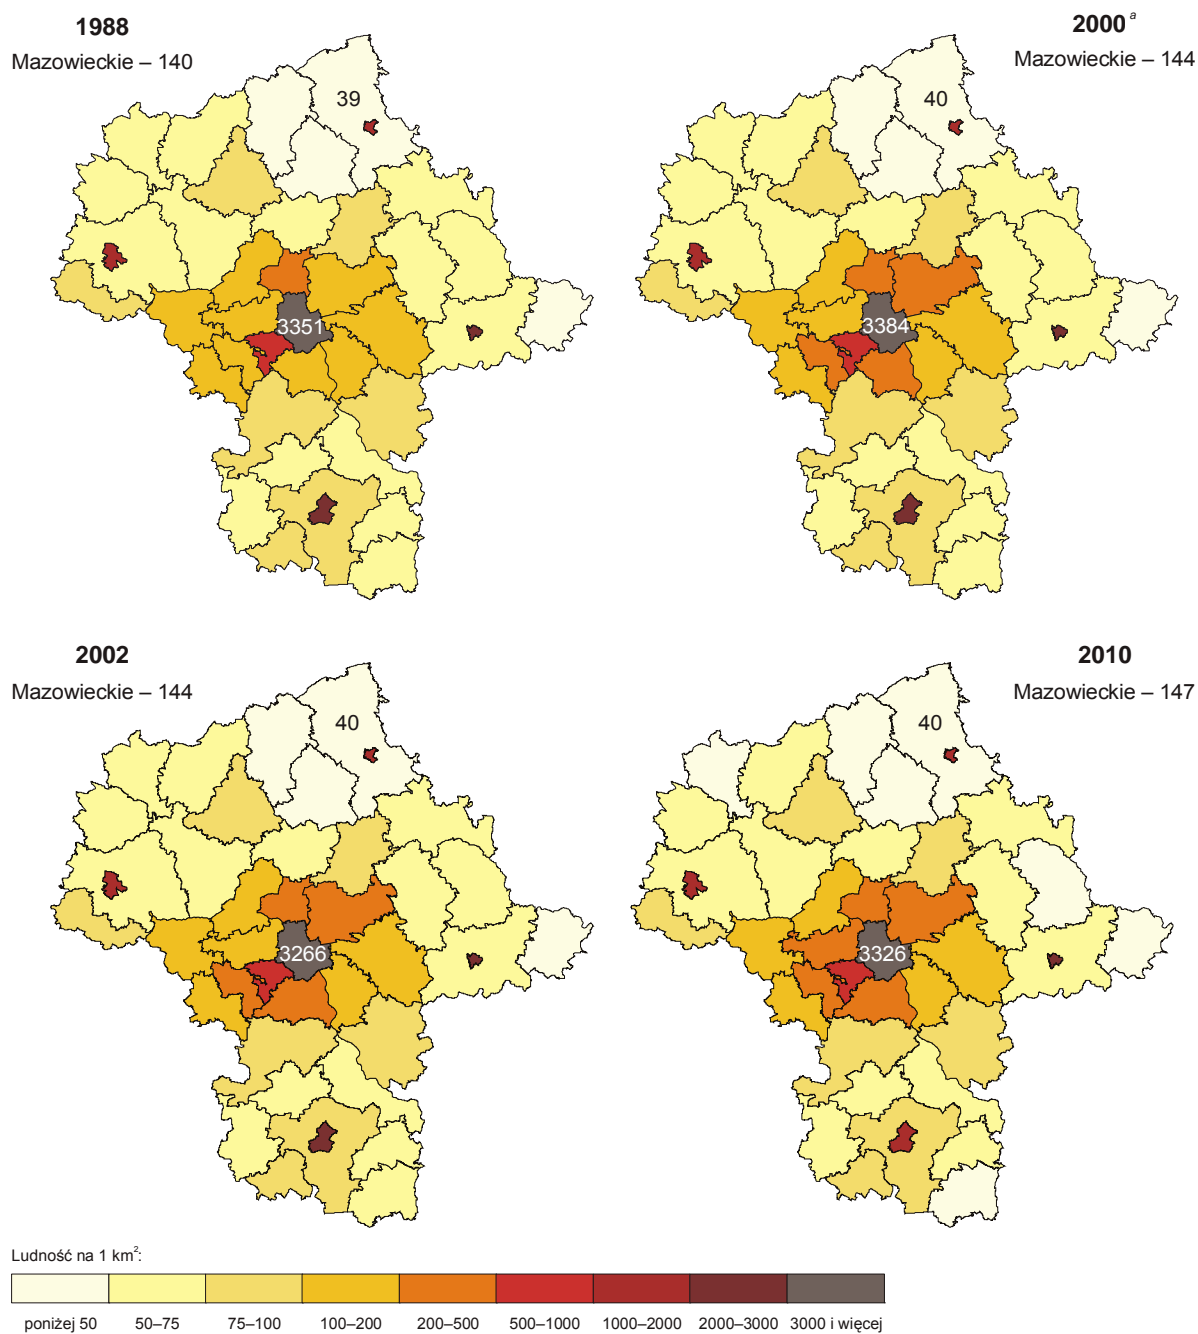 1988
Mazowieckie – 140
2000 a
Mazowieckie – 144
39
3351
40
3384
2002
Mazowieckie – 144
2010
Mazowieckie – 147
40
3266
40
3326
Ludność na 1 km²:
poniżej 50 50–75 75–100 100–200 200–500 500–1000 1000–2000 2000–3000 3000 i więcej